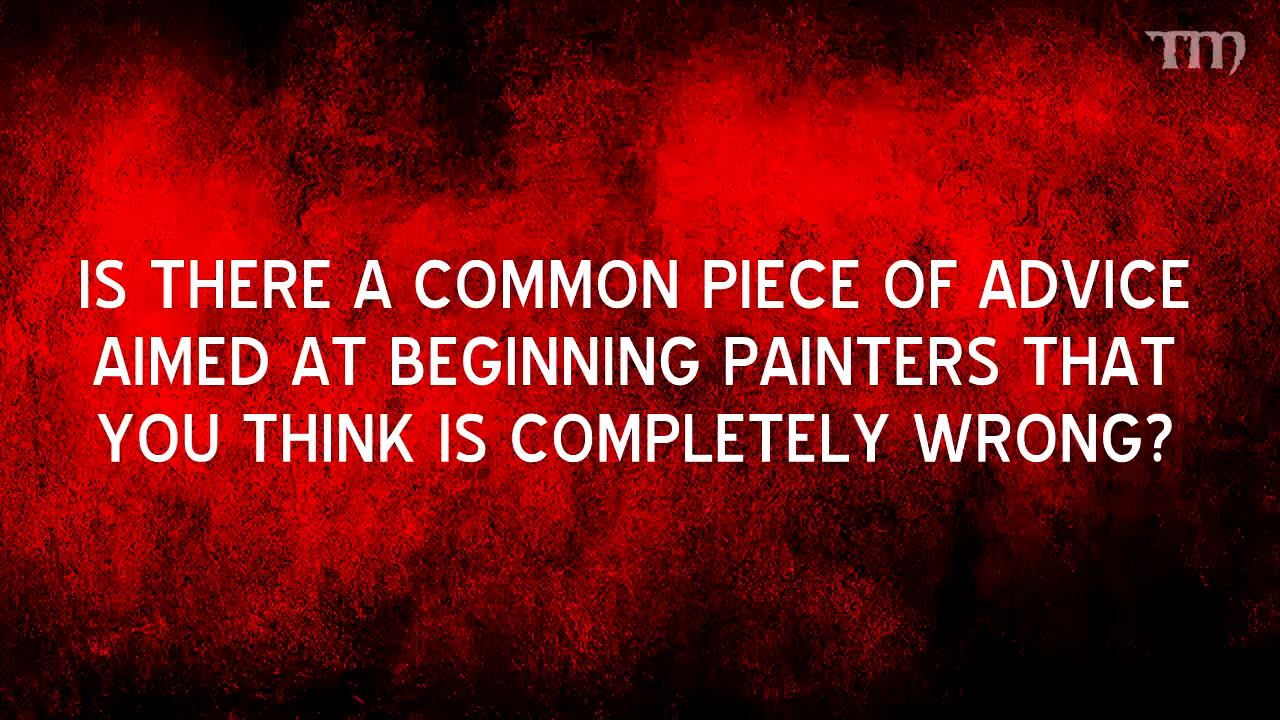 TM
IS THERE A COMMON PIECE OF ADVICE
AIMED AT BEGINNING PAINTERS THAT
YOU THINK IS COMPLETELY WRONG?